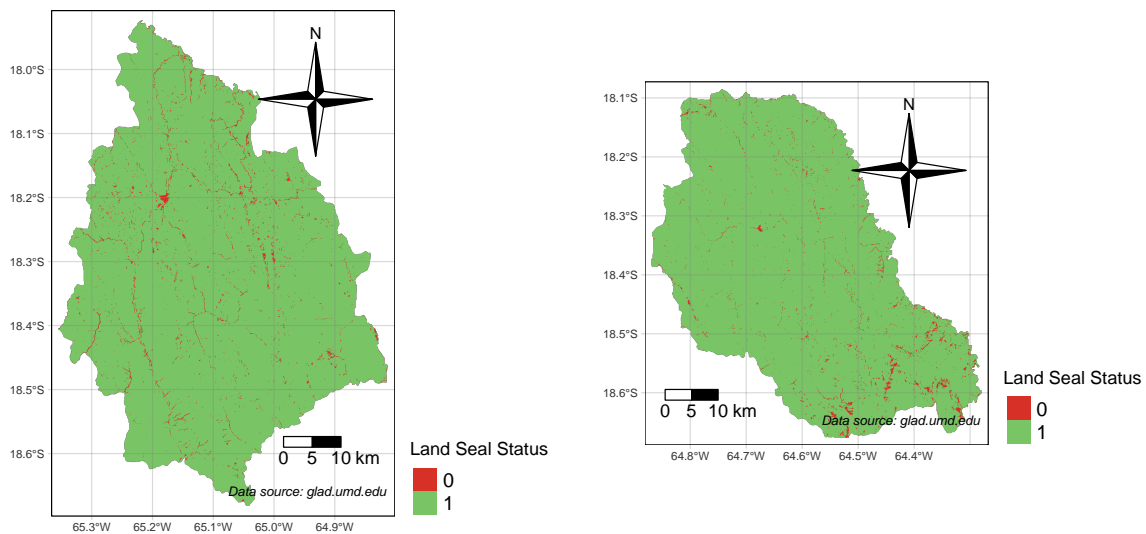 N
18.0°S
18.1°S
18.2°S
18.3°S
18.4°S
18.5°S
18.6°S
0 5 10 km
Data source: glad.umd.edu
65.3°W 65.2°W 65.1°W 65.0°W 64.9°W
Land Seal Status
0
1
N
18.1°S
18.2°S
18.3°S
18.4°S
18.5°S
18.6°S
0 5 10 km
Data source: glad.umd.edu
64.8°W 64.7°W 64.6°W 64.5°W 64.4°W
Land Seal Status
0
1